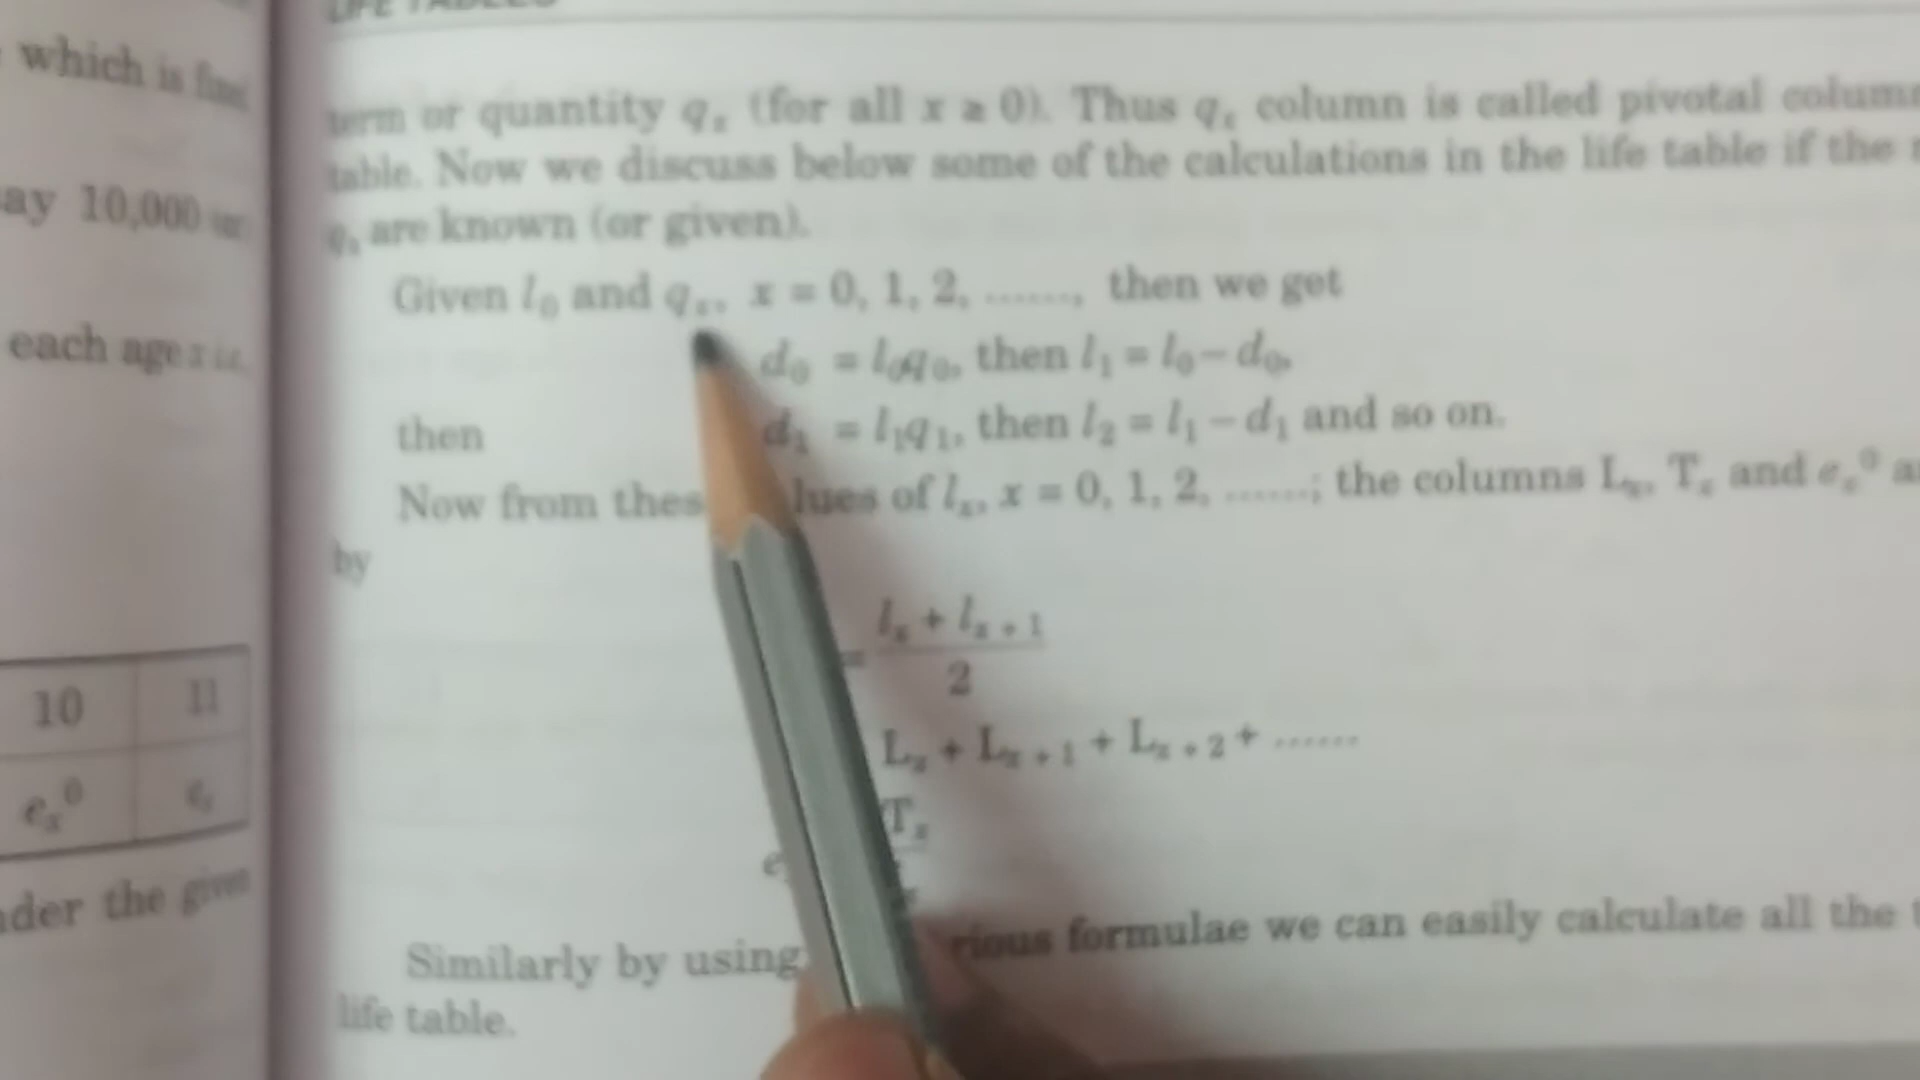 LIFE TABLES
which is
ay 10,000
each age x i.e.
10 11
eₓ⁰
der the given
term or quantity qₓ (for all x ≥ 0). Thus qₓ column is called pivotal column
table. Now we discuss below some of the calculations in the life table if the
qₓ are known (or given).
Given l₀ and qₓ, x = 0, 1, 2, ......, then we get
d₀ = l₀q₀, then l₁ = l₀ − d₀,
then d₁ = l₁q₁, then l₂ = l₁ − d₁ and so on.
Now from thes lues of lₓ, x = 0, 1, 2, ......; the columns Lₓ, Tₓ and eₓ⁰
by
= lₓ + lₓ₊₁
2
Lₓ + Lₓ₊₁ + Lₓ₊₂ + ......
Tₓ
Similarly by using rious formulae we can easily calculate all the
life table.